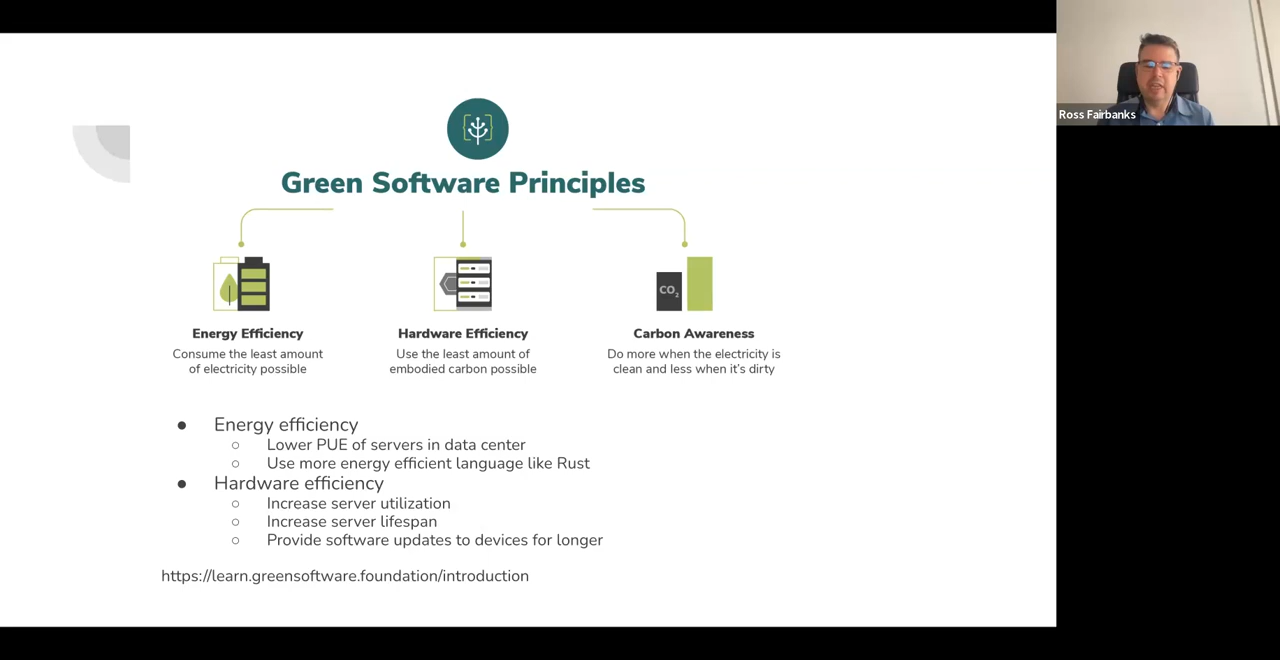 Green Software Principles
Energy Efficiency
Consume the least amount
of electricity possible
Hardware Efficiency
Use the least amount of
embodied carbon possible
CO2
Carbon Awareness
Do more when the electricity is
clean and less when it's dirty
● Energy efficiency
○ Lower PUE of servers in data center
○ Use more energy efficient language like Rust
● Hardware efficiency
○ Increase server utilization
○ Increase server lifespan
○ Provide software updates to devices for longer
https://learn.greensoftware.foundation/introduction
Ross Fairbanks